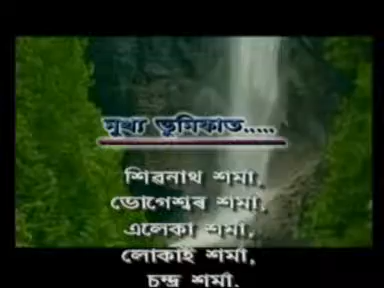 মুখ্য ভূমিকাত.....
শিৱনাথ শৰ্মা,
ভোগেশ্বৰ শৰ্মা,
এলেকা শৰ্মা,
লোকাই শৰ্মা,
চন্দ্ৰ শৰ্মা,